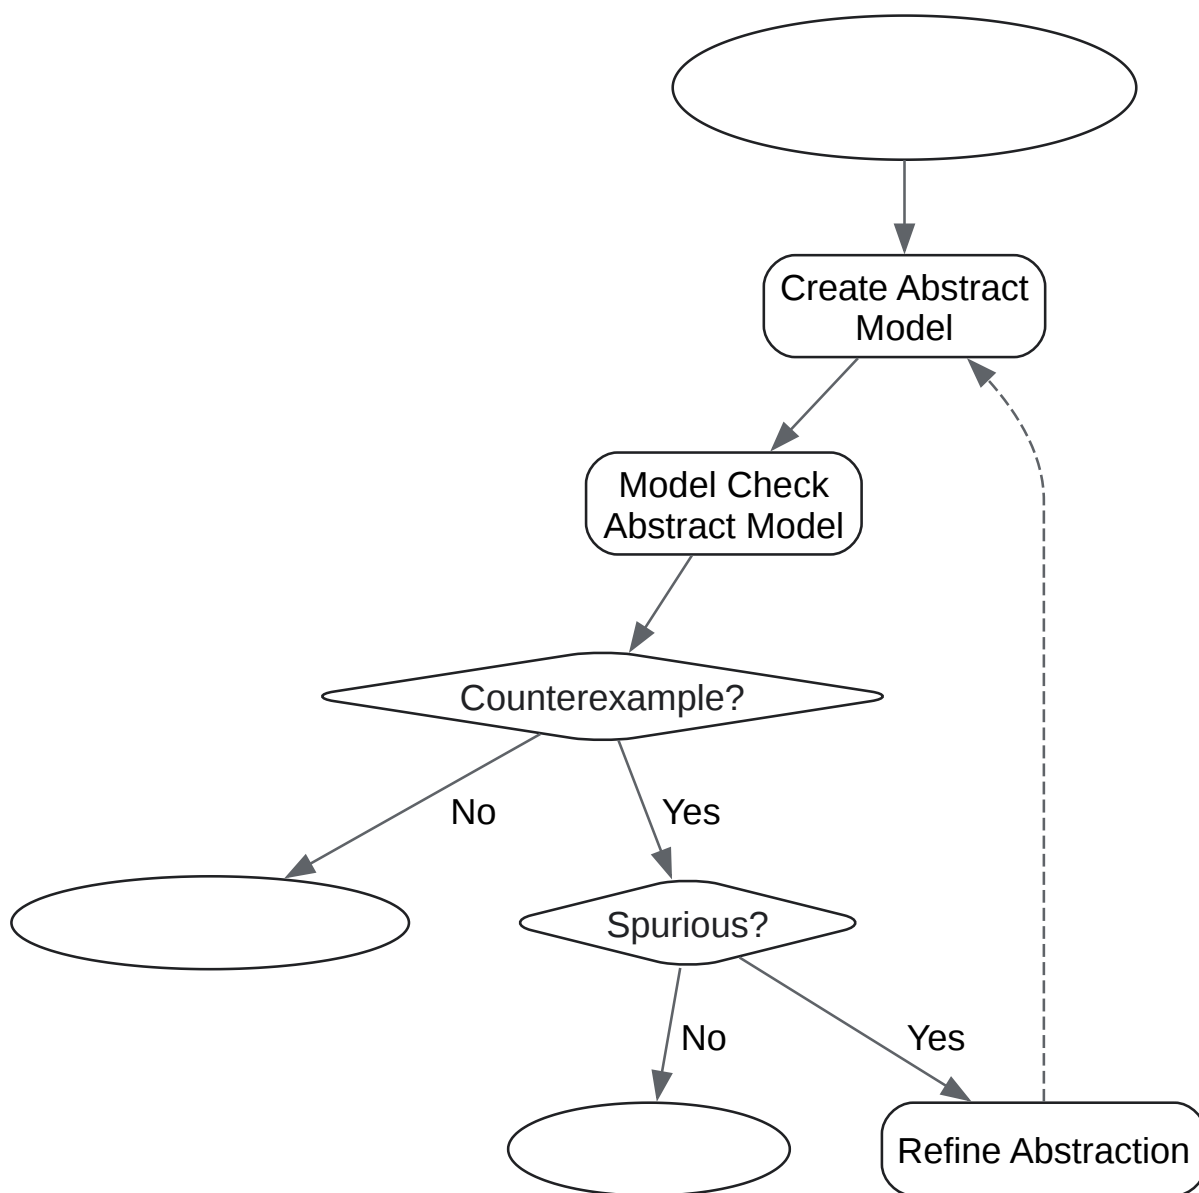 Create Abstract
Model
Model Check
Abstract Model
Counterexample?
No
Yes
Spurious?
No
Yes
Refine Abstraction